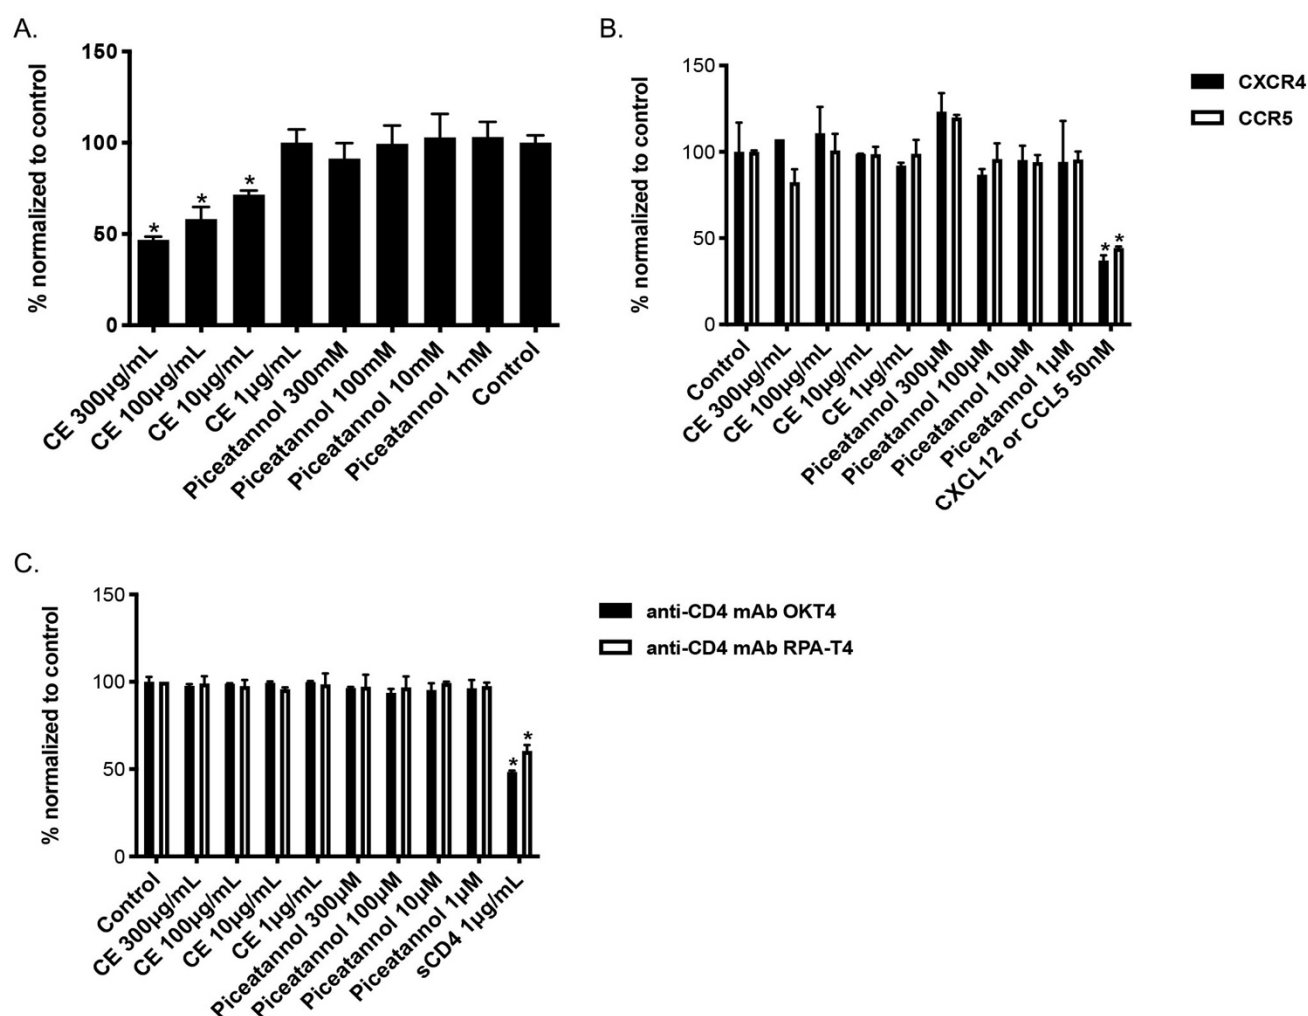 A.
% normalized to control
150
100
50
0
*
*
*
CE 300µg/mL
CE 100µg/mL
CE 10µg/mL
CE 1µg/mL
Piceatannol 300mM
Piceatannol 100mM
Piceatannol 10mM
Piceatannol 1mM
Control
B.
% normalized to control
150
100
50
0
* *
Control
CE 300µg/mL
CE 100µg/mL
CE 10µg/mL
CE 1µg/mL
Piceatannol 300µM
Piceatannol 100µM
Piceatannol 10µM
Piceatannol 1µM
CXCL12 or CCL5 50nM
CXCR4
CCR5
C.
% normalized to control
150
100
50
0
*
*
Control
CE 300µg/mL
CE 100µg/mL
CE 10µg/mL
CE 1µg/mL
Piceatannol 300µM
Piceatannol 100µM
Piceatannol 10µM
Piceatannol 1µM
sCD4 1µg/mL
anti-CD4 mAb OKT4
anti-CD4 mAb RPA-T4